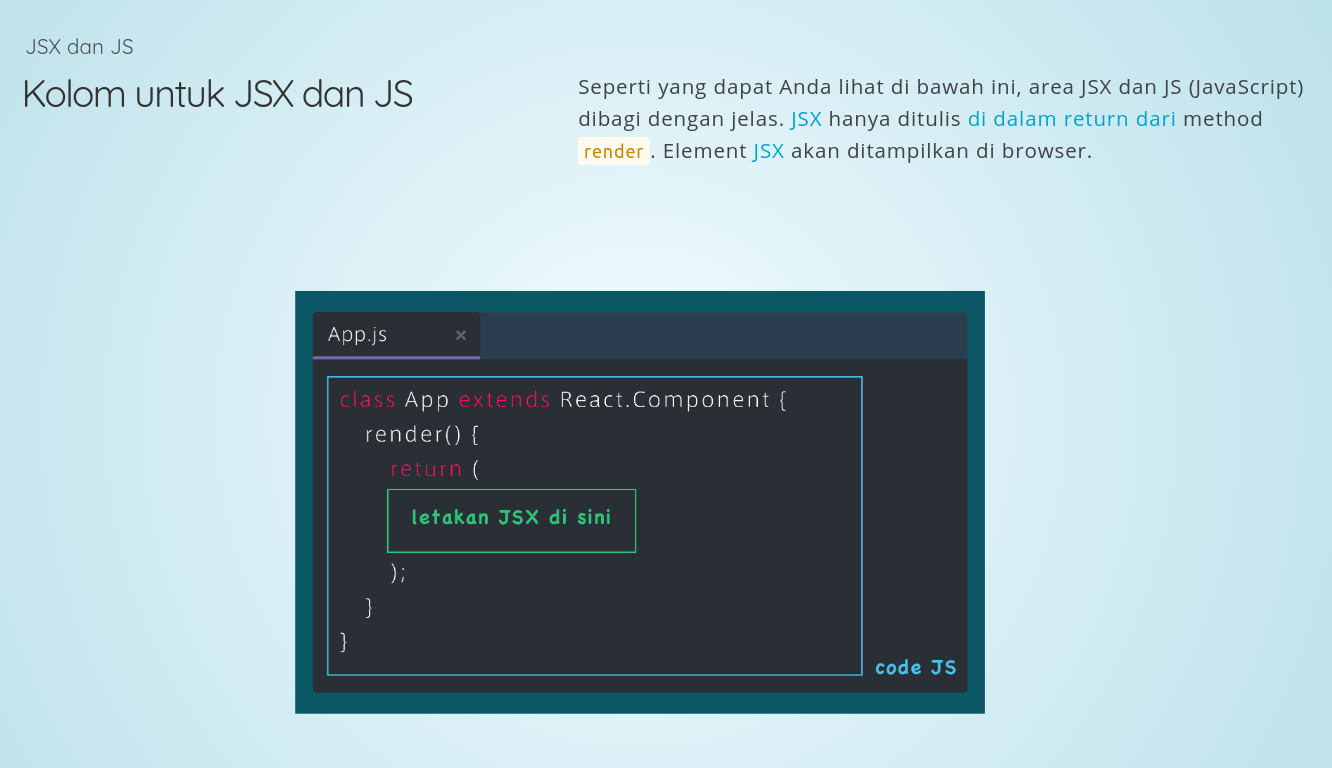 JSX dan JS
Kolom untuk JSX dan JS
Seperti yang dapat Anda lihat di bawah ini, area JSX dan JS (JavaScript)
dibagi dengan jelas. JSX hanya ditulis di dalam return dari method
render. Element JSX akan ditampilkan di browser.
App.js ×
class App extends React.Component {
render() {
return (
letakan JSX di sini
);
}
}
code JS